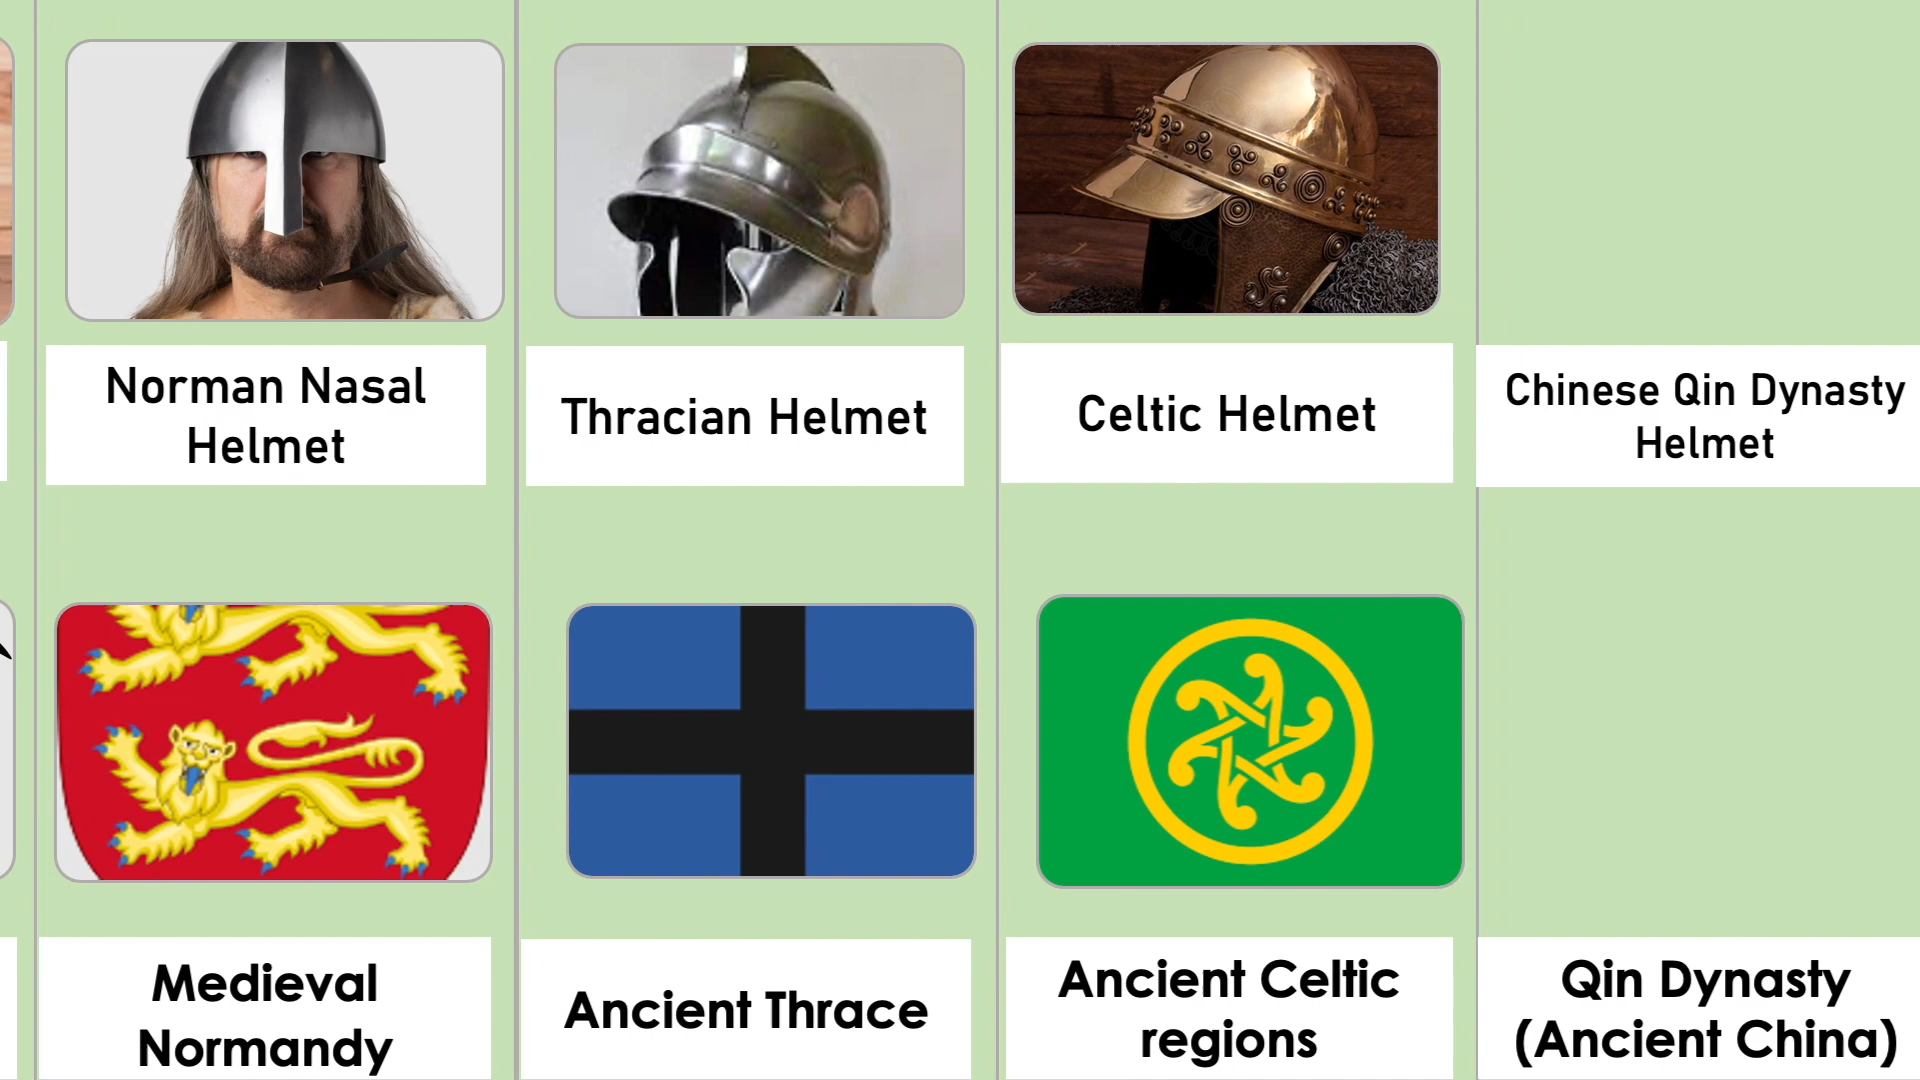 Norman Nasal
Helmet
Thracian Helmet
Celtic Helmet
Chinese Qin Dynasty
Helmet
Medieval
Normandy
Ancient Thrace
Ancient Celtic
regions
Qin Dynasty
(Ancient China)